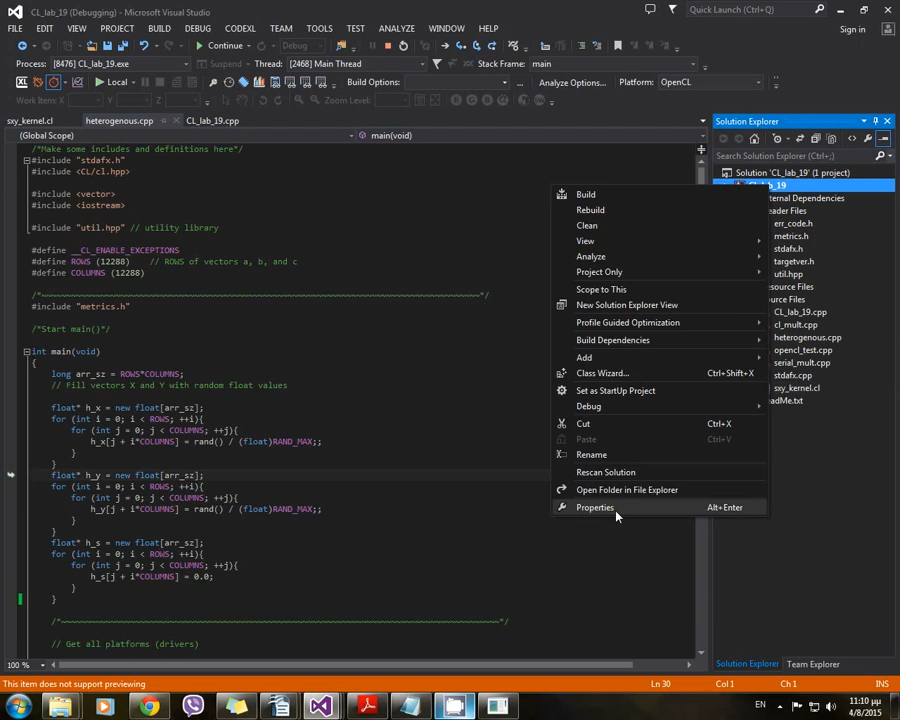 CL_lab_19 (Debugging) - Microsoft Visual Studio
Quick Launch (Ctrl+Q)
FILE EDIT VIEW PROJECT BUILD DEBUG CODEXL TEAM TOOLS TEST ANALYZE WINDOW HELP
Sign in
Continue Debug
Process: [8476] CL_lab_19.exe Suspend Thread: [2468] Main Thread Stack Frame: main
Local Build Options: Analyze Options... Platform: OpenCL
Work Item: X: Y: Zoom Level:
sxy_kernel.cl heterogenous.cpp CL_lab_19.cpp
(Global Scope) main(void)
/*Make some includes and definitions here*/
#include "stdafx.h"
#include <CL/cl.hpp>
#include <vector>
#include <iostream>
#include "util.hpp" // utility library
#define __CL_ENABLE_EXCEPTIONS
#define ROWS (12288) // ROWS of vectors a, b, and c
#define COLUMNS (12288)
#include "metrics.h"
/*Start main()*/
int main(void)
{
long arr_sz = ROWS*COLUMNS;
// Fill vectors X and Y with random float values
float* h_x = new float[arr_sz];
for (int i = 0; i < ROWS; ++i){
for (int j = 0; j < COLUMNS; ++j){
h_x[j + i*COLUMNS] = rand() / (float)RAND_MAX;;
}
}
float* h_y = new float[arr_sz];
for (int i = 0; i < ROWS; ++i){
for (int j = 0; j < COLUMNS; ++j){
h_y[j + i*COLUMNS] = rand() / (float)RAND_MAX;;
}
}
float* h_s = new float[arr_sz];
for (int i = 0; i < ROWS; ++i){
for (int j = 0; j < COLUMNS; ++j){
h_s[j + i*COLUMNS] = 0.0;
}
}
// Get all platforms (drivers)
100 %
Build
Rebuild
Clean
View
Analyze
Project Only
Scope to This
New Solution Explorer View
Profile Guided Optimization
Build Dependencies
Add
Class Wizard... Ctrl+Shift+X
Set as StartUp Project
Debug
Cut Ctrl+X
Paste Ctrl+V
Rename
Rescan Solution
Open Folder in File Explorer
Properties Alt+Enter
Solution Explorer
Search Solution Explorer (Ctrl+;)
Solution 'CL_lab_19' (1 project)
Dependencies
Files
err_code.h
metrics.h
stdafx.h
targetver.h
util.hpp
Files
Files
CL_lab_19.cpp
cl_mult.cpp
heterogenous.cpp
opencl_test.cpp
serial_mult.cpp
stdafx.cpp
sxy_kernel.cl
Solution Explorer Team Explorer
This item does not support previewing Ln 30 Col 1 Ch 1 INS
EN 11:10 μμ
4/8/2015